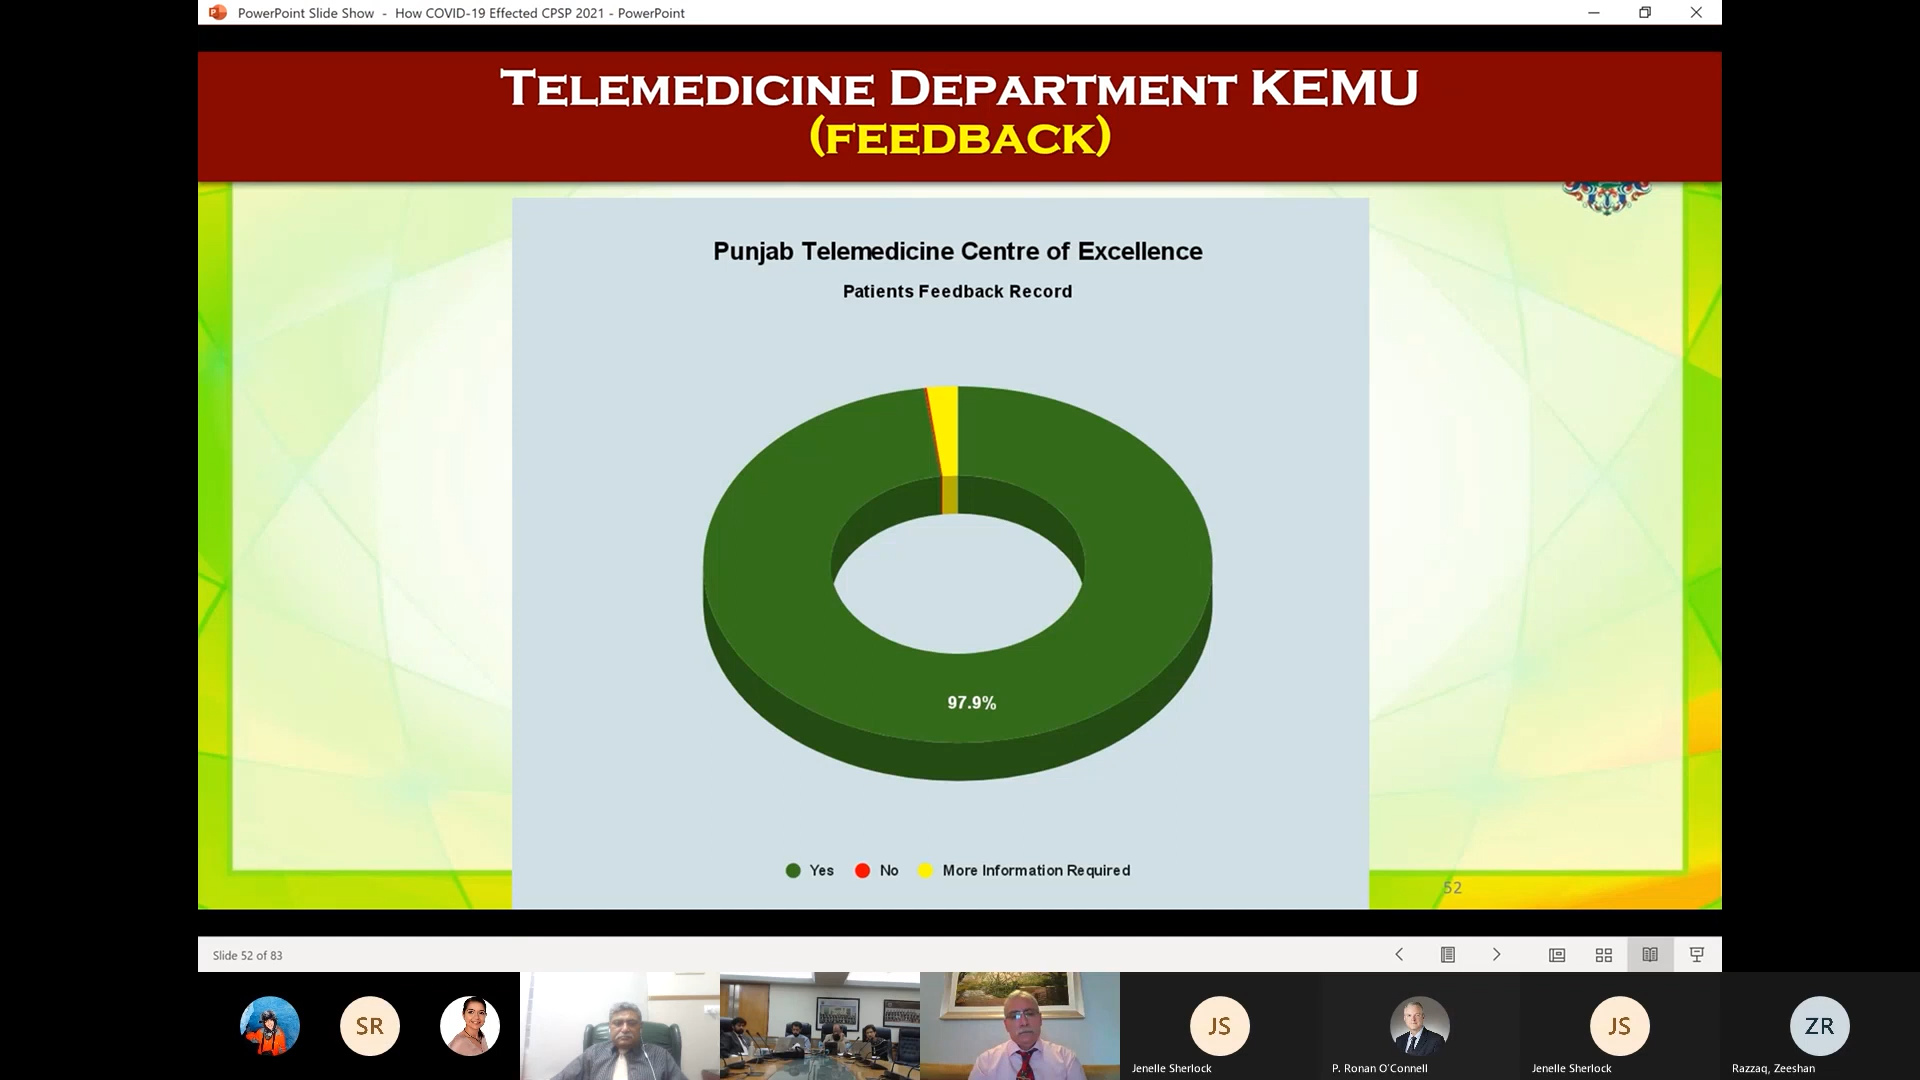 PowerPoint Slide Show - How COVID-19 Effected CPSP 2021 - PowerPoint
TELEMEDICINE DEPARTMENT KEMU
(FEEDBACK)
Punjab Telemedicine Centre of Excellence
Patients Feedback Record
97.9%
Yes No More Information Required
52
Slide 52 of 83
SR
JS
JS
ZR
Jenelle Sherlock
P. Ronan O'Connell
Jenelle Sherlock
Razzaq, Zeeshan